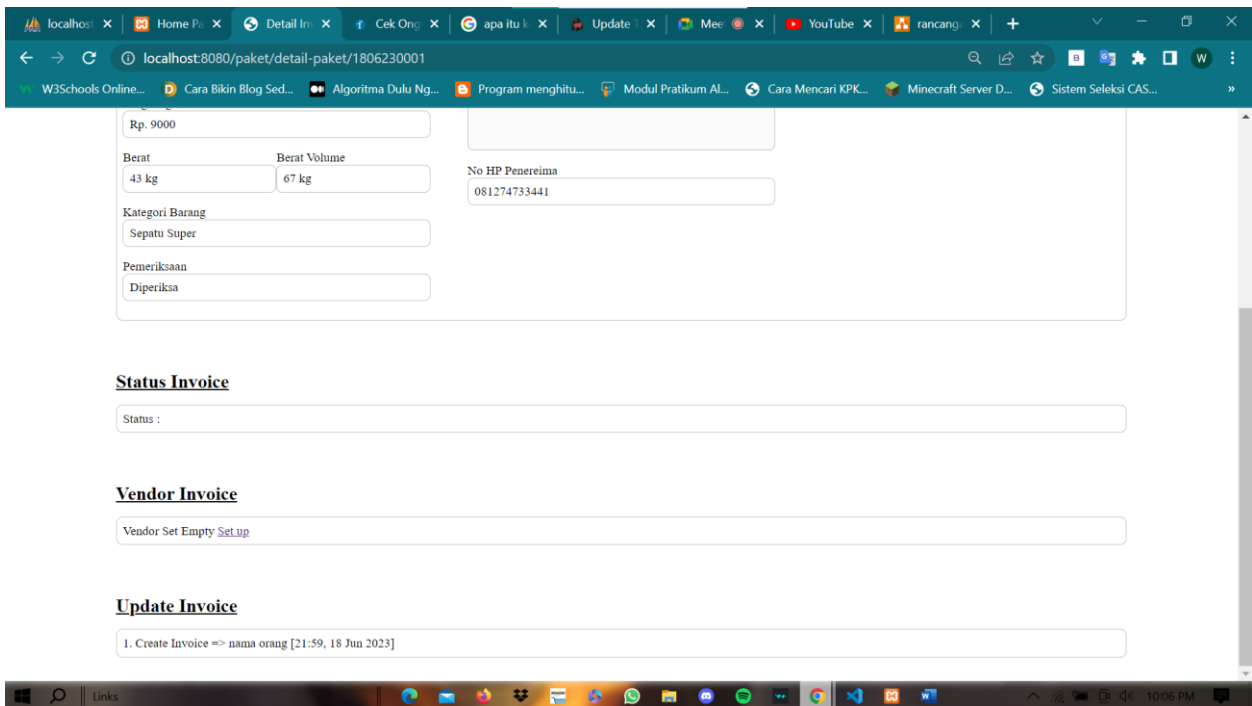 localhost
Home Pa
Detail Inv
Cek Ong
apa itu k
Update
Mee
YouTube
rancanga
localhost:8080/paket/detail-paket/1806230001
W
W3Schools Online...
Cara Bikin Blog Sed...
Algoritma Dulu Ng...
Program menghitu...
Modul Pratikum Al...
Cara Mencari KPK...
Minecraft Server D...
Sistem Seleksi CAS...
»
Rp. 9000
Berat Berat Volume
43 kg 67 kg
No HP Penereima
081274733441
Kategori Barang
Sepatu Super
Pemeriksaan
Diperiksa
Status Invoice
Status :
Vendor Invoice
Vendor Set Empty Set up
Update Invoice
1. Create Invoice => nama orang [21:59, 18 Jun 2023]
Links
10:06 PM